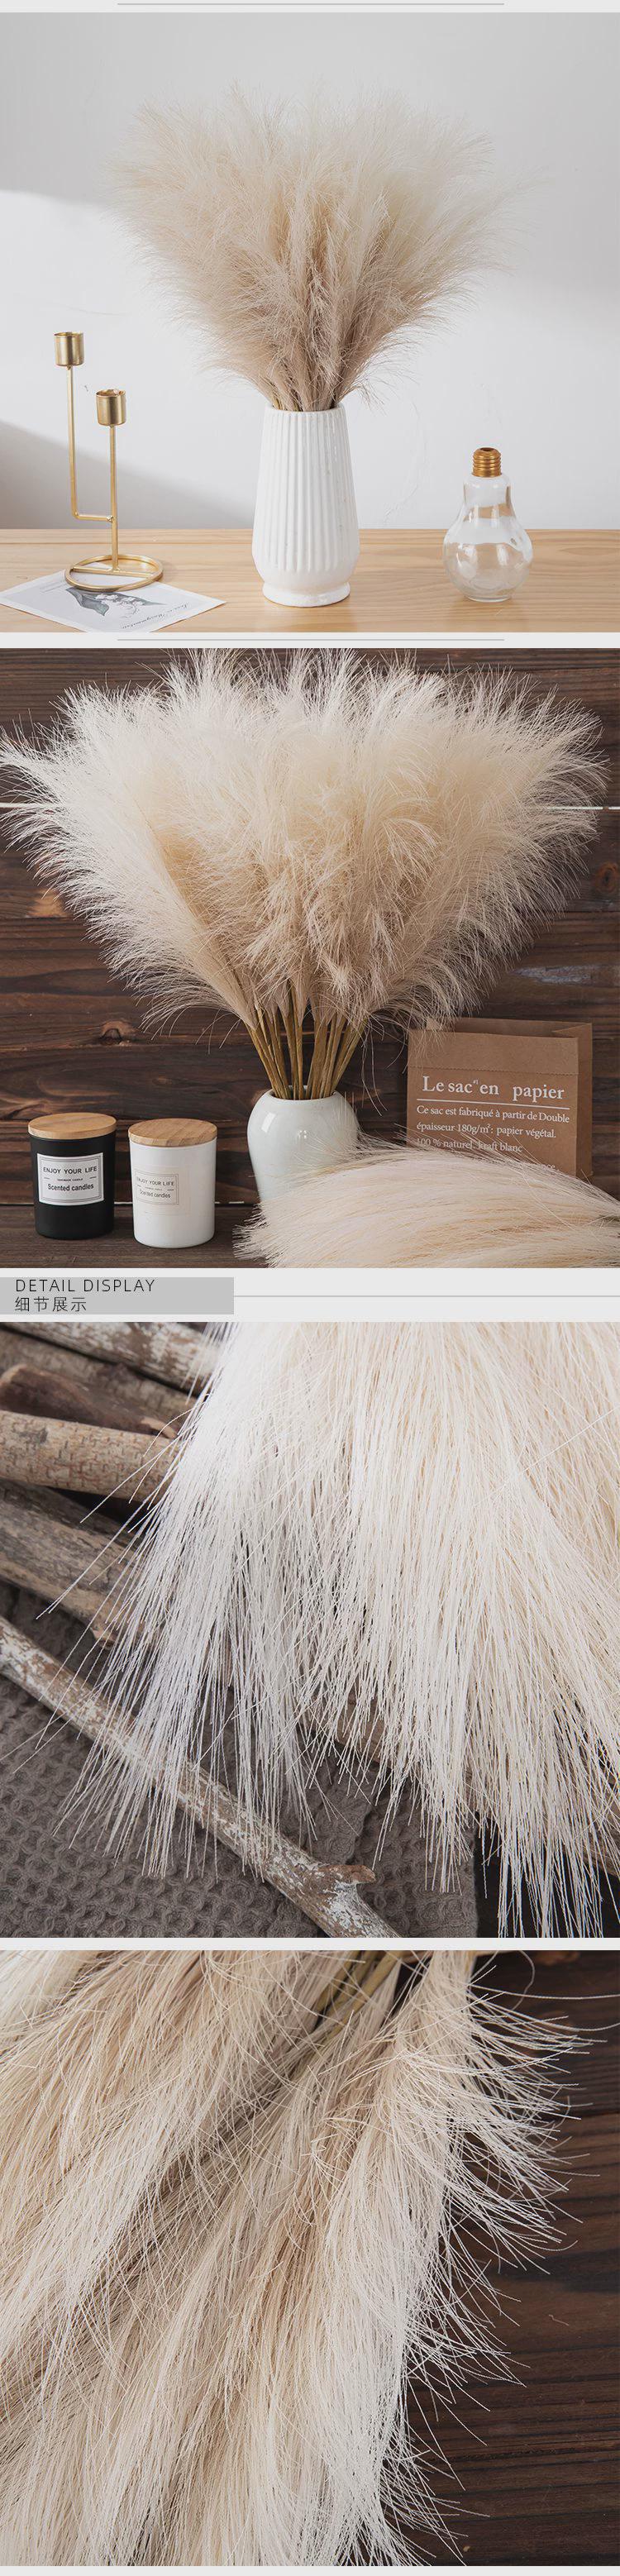 Le sac" en papier
Ce sac est fabriqué à partir de Double
épaisseur 180g/m²: papier végétal.
100 % naturel kraft blanc
ENJOY YOUR LIFE
Scented candles
ENJOY YOUR LIFE
Scented candles
DETAIL DISPLAY
细节展示